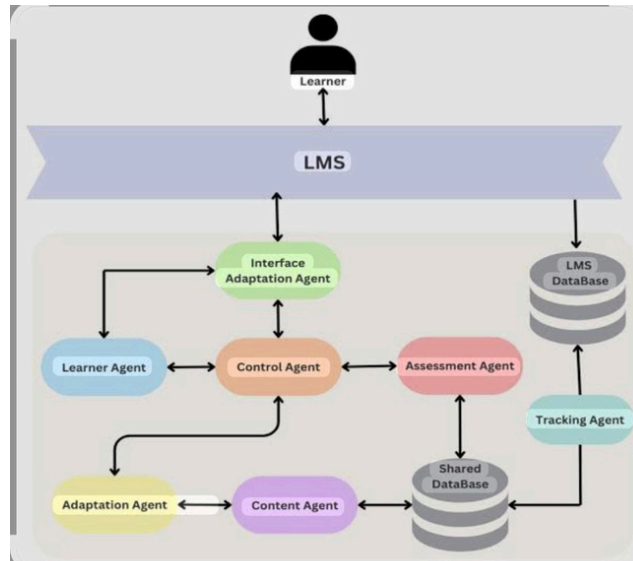 Learner
LMS
Interface
Adaptation Agent
LMS
DataBase
Learner Agent
Control Agent
Assessment Agent
Tracking Agent
Shared
DataBase
Adaptation Agent
Content Agent